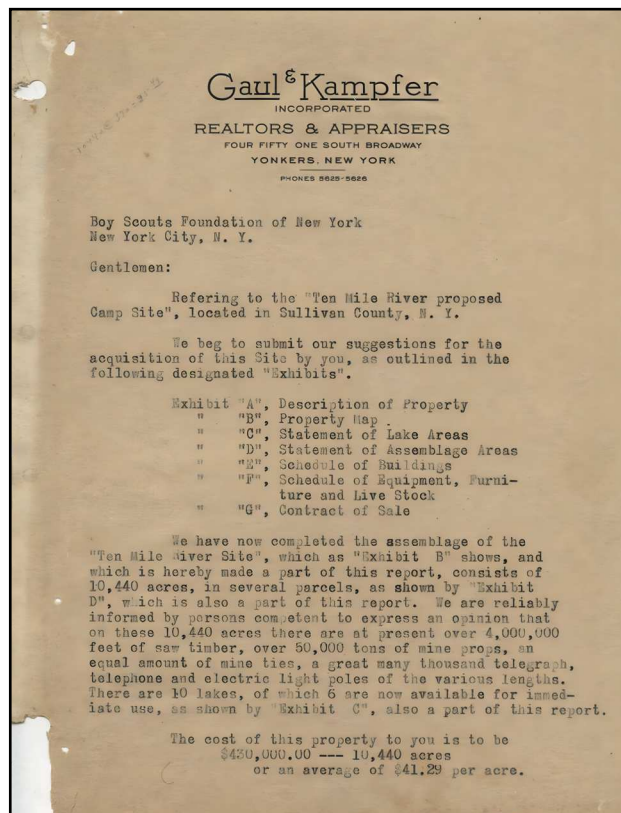 Gaul & Kampfer
INCORPORATED
REALTORS & APPRAISERS
FOUR FIFTY ONE SOUTH BROADWAY
YONKERS, NEW YORK
PHONES 5625-5626
Boy Scouts Foundation of New York
New York City, N. Y.
Gentlemen:
Refering to the "Ten Mile River proposed
Camp Site", located in Sullivan County, N. Y.
We beg to submit our suggestions for the
acquisition of this Site by you, as outlined in the
following designated "Exhibits".
Exhibit "A", Description of Property
" "B", Property Map .
" "C", Statement of Lake Areas
" "D", Statement of Assemblage Areas
" "E", Schedule of Buildings
" "F", Schedule of Equipment, Furni-
ture and Live Stock
" "G", Contract of Sale
We have now completed the assemblage of the
"Ten Mile River Site", which as "Exhibit B" shows, and
which is hereby made a part of this report, consists of
10,440 acres, in several parcels, as shown by "Exhibit
D", which is also a part of this report. We are reliably
informed by persons competent to express an opinion that
on these 10,440 acres there are at present over 4,000,000
feet of saw timber, over 50,000 tons of mine props, an
equal amount of mine ties, a great many thousand telegraph,
telephone and electric light poles of the various lengths.
There are 10 lakes, of which 6 are now available for immed-
iate use, as shown by "Exhibit C", also a part of this report.
The cost of this property to you is to be
$430,000.00 --- 10,440 acres
or an average of $41.29 per acre.